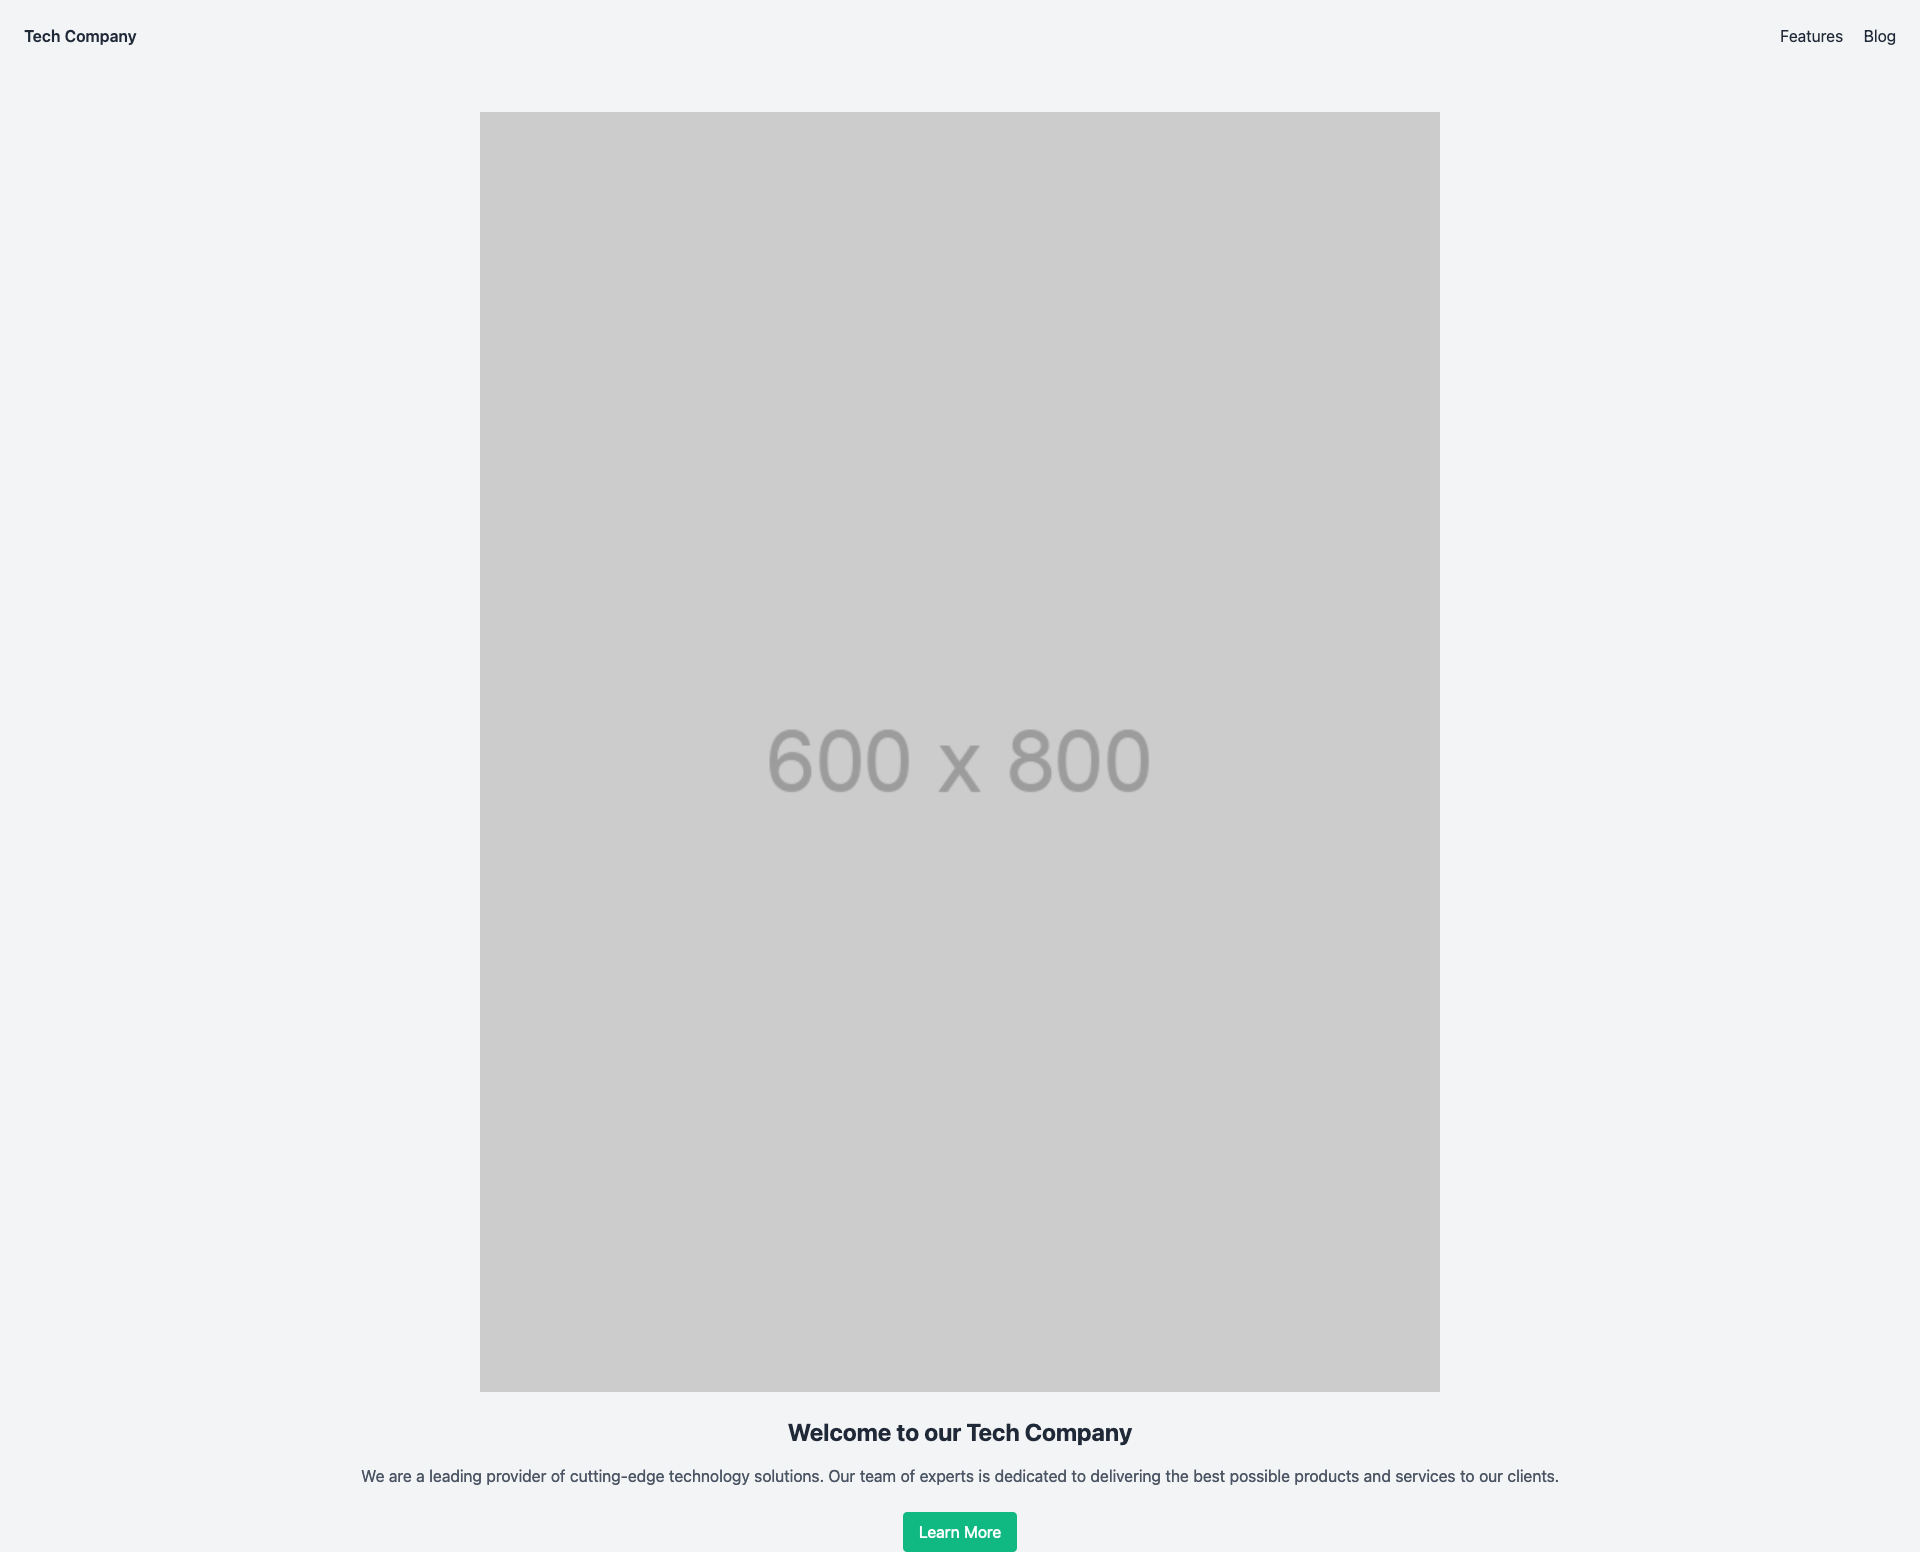 Tech Company
Features Blog
600 x 800
Welcome to our Tech Company
We are a leading provider of cutting-edge technology solutions. Our team of experts is dedicated to delivering the best possible products and services to our clients.
Learn More